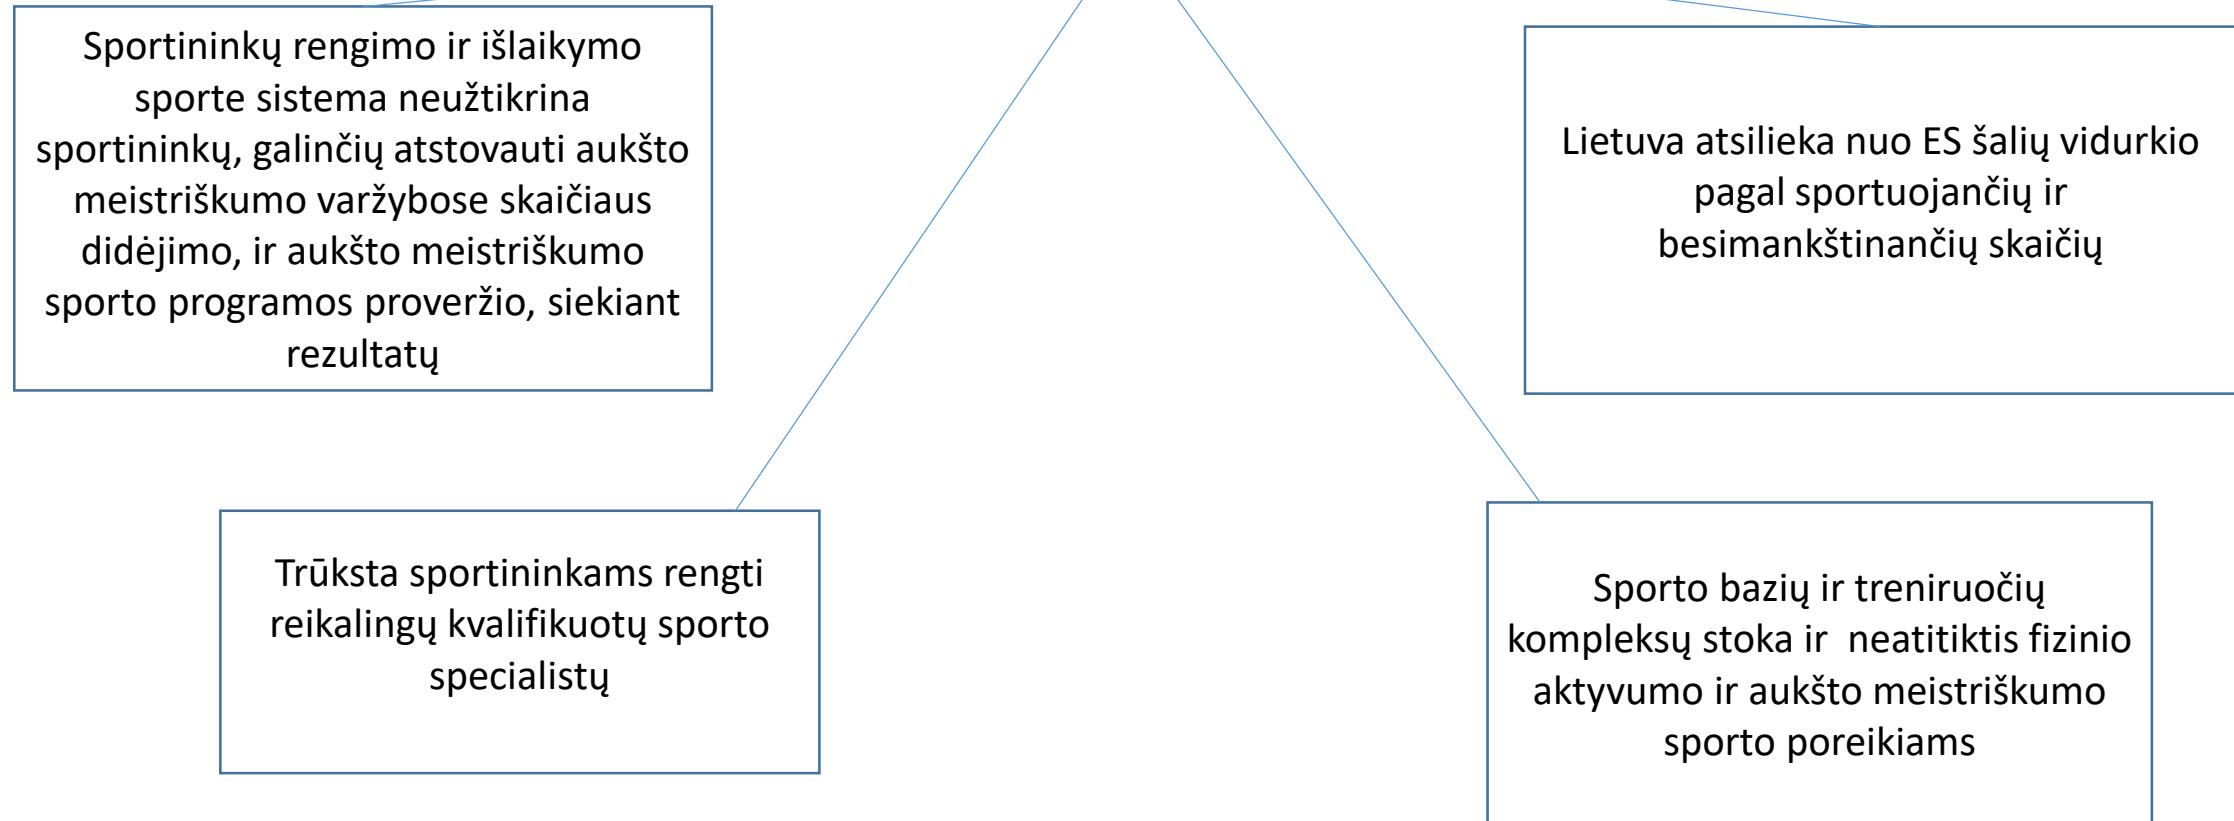 Sportininkų rengimo ir išlaikymo
sporte sistema neužtikrina
sportininkų, galinčių atstovauti aukšto
meistriškumo varžybose skaičiaus
didėjimo, ir aukšto meistriškumo
sporto programos proveržio, siekiant
rezultatų
Lietuva atsilieka nuo ES šalių vidurkio
pagal sportuojančių ir
besimankštinančių skaičių
Trūksta sportininkams rengti
reikalingų kvalifikuotų sporto
specialistų
Sporto bazių ir treniruočių
kompleksų stoka ir  neatitiktis fizinio
aktyvumo ir aukšto meistriškumo
sporto poreikiams